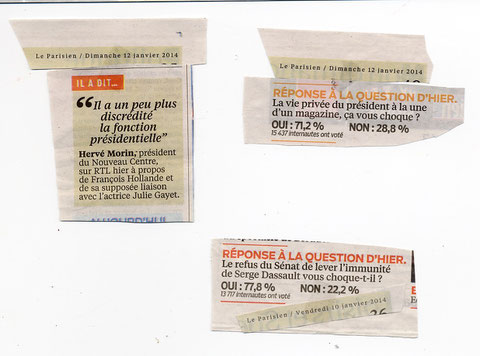 Le Parisien / Dimanche 12 janvier 2014
IL A DIT...
“Il a un peu plus
discrédité
la fonction
présidentielle”
Hervé Morin, président
du Nouveau Centre,
sur RTL hier à propos
de François Hollande et
de sa supposée liaison
avec l'actrice Julie Gayet.
Le Parisien / Dimanche 12 janvier 2014
RÉPONSE À LA QUESTION D'HIER.
La vie privée du président à la une
d'un magazine, ça vous choque ?
OUI : 71,2 % NON : 28,8 %
15 437 internautes ont voté
RÉPONSE À LA QUESTION D'HIER.
Le refus du Sénat de lever l'immunité
de Serge Dassault vous choque-t-il ?
OUI : 77,8 % NON : 22,2 %
13 717 internautes ont voté
Le Parisien / Vendredi 10 janvier 2014